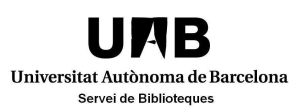 UAB
Universitat Autònoma de Barcelona
Servei de Biblioteques